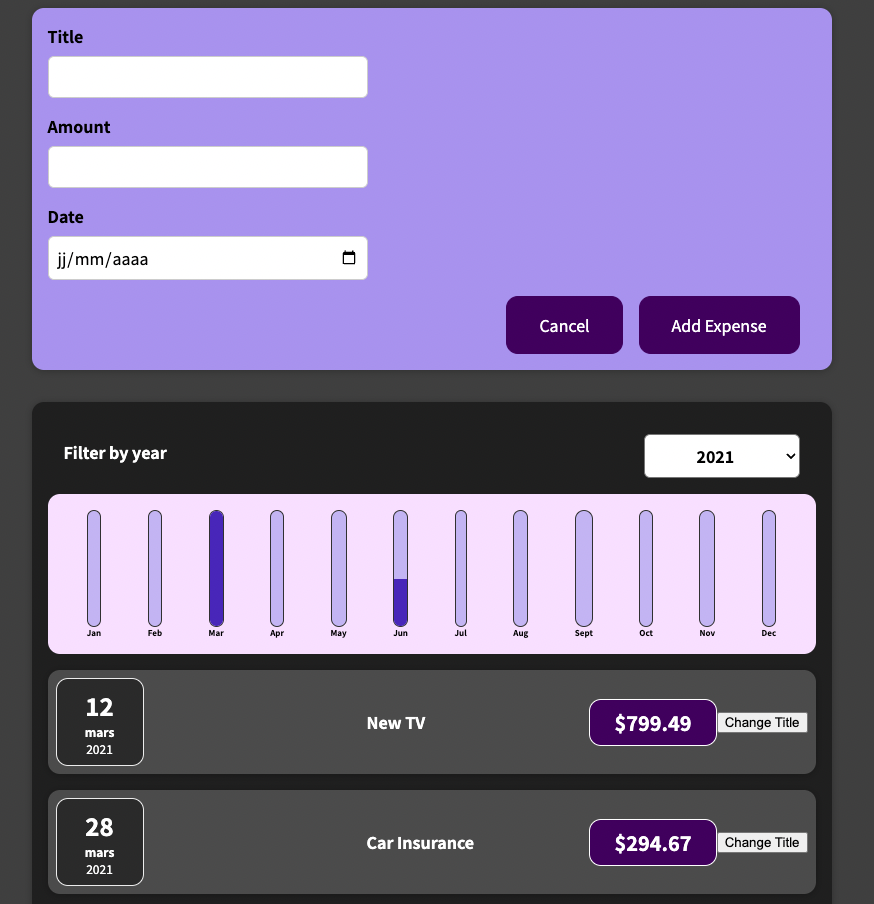 Title
Amount
Date
jj/mm/aaaa
Cancel Add Expense
Filter by year 2021
Jan Feb Mar Apr May Jun Jul Aug Sept Oct Nov Dec
12
mars
2021
New TV $799.49 Change Title
28
mars
2021
Car Insurance $294.67 Change Title